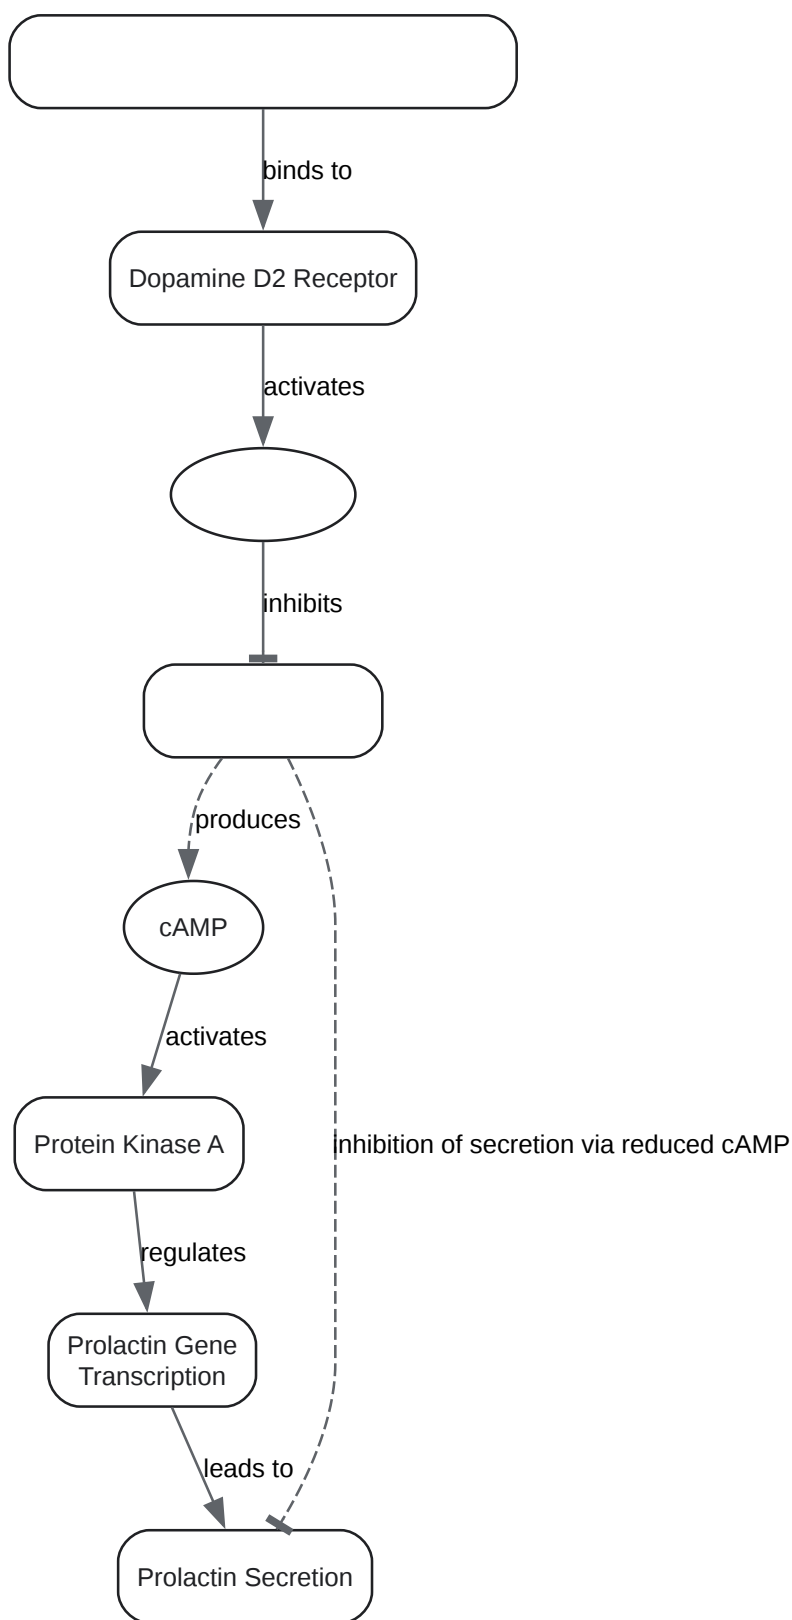 binds to
Dopamine D2 Receptor
activates
inhibits
produces
cAMP
activates
Protein Kinase A
inhibition of secretion via reduced cAMP
regulates
Prolactin Gene
Transcription
leads to
Prolactin Secretion